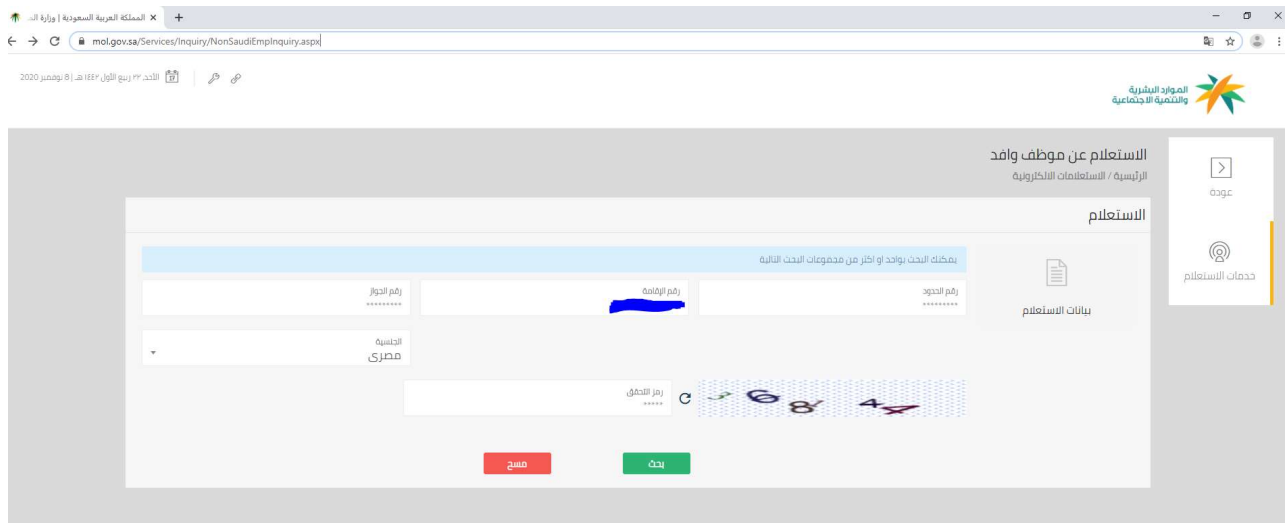 المملكة العربية السعودية | وزارة الـ
mol.gov.sa/Services/Inquiry/NonSaudiEmpInquiry.aspx
الأحد, ٢٢ ربيع الأول ١٤٤٢ هـ | 8 نوفمبر 2020
الموارد البشرية
والتنمية الاجتماعية
عودة
خدمات الاستعلام
الاستعلام عن موظف وافد
الرئيسية / الاستعلامات الالكترونية
الاستعلام
بيانات الاستعلام
يمكنك البحث بواحد او اكثر من مجموعات البحث التالية
رقم الحدود
*********
رقم الإقامة
رقم الجواز
*********
الجنسية
مصرى
رمز التحقق
*****
بحث
مسح